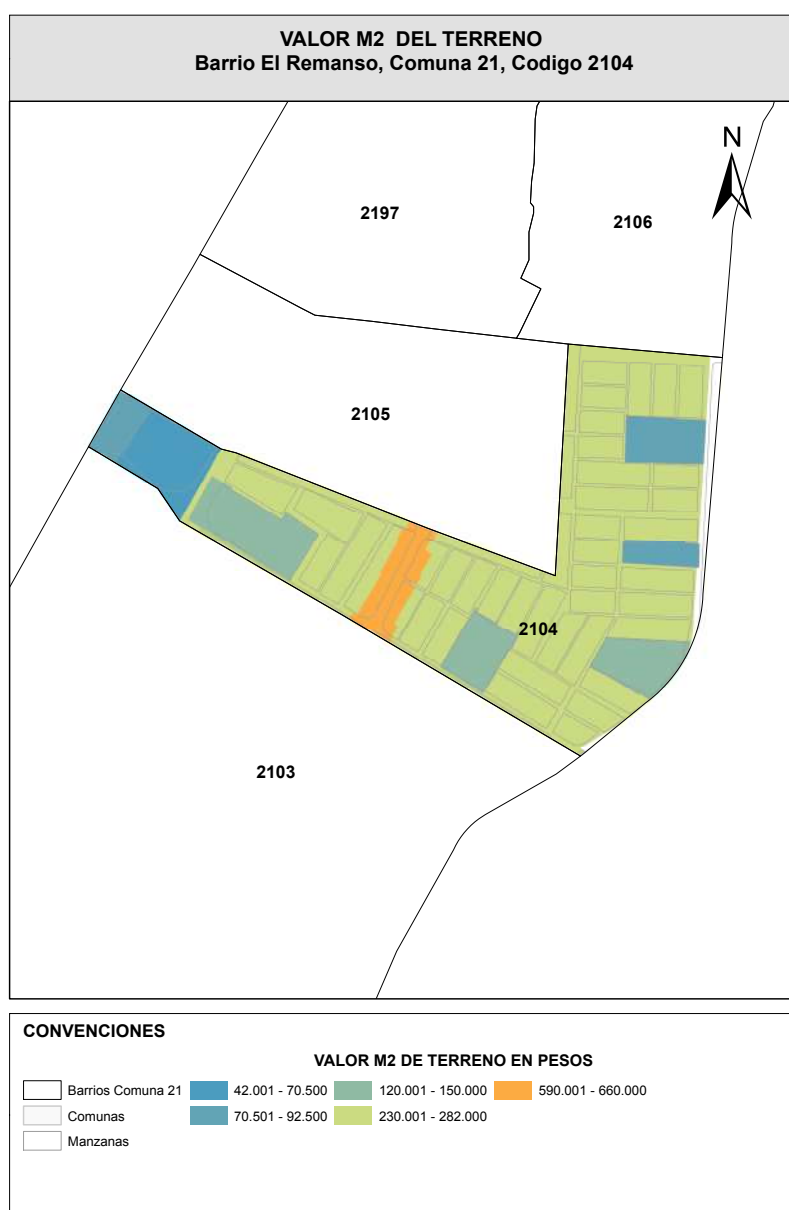 VALOR M2 DEL TERRENO
Barrio El Remanso, Comuna 21, Codigo 2104
N
2197
2106
2105
2104
2103
CONVENCIONES
VALOR M2 DE TERRENO EN PESOS
Barrios Comuna 21 42.001 - 70.500 120.001 - 150.000 590.001 - 660.000
Comunas 70.501 - 92.500 230.001 - 282.000
Manzanas